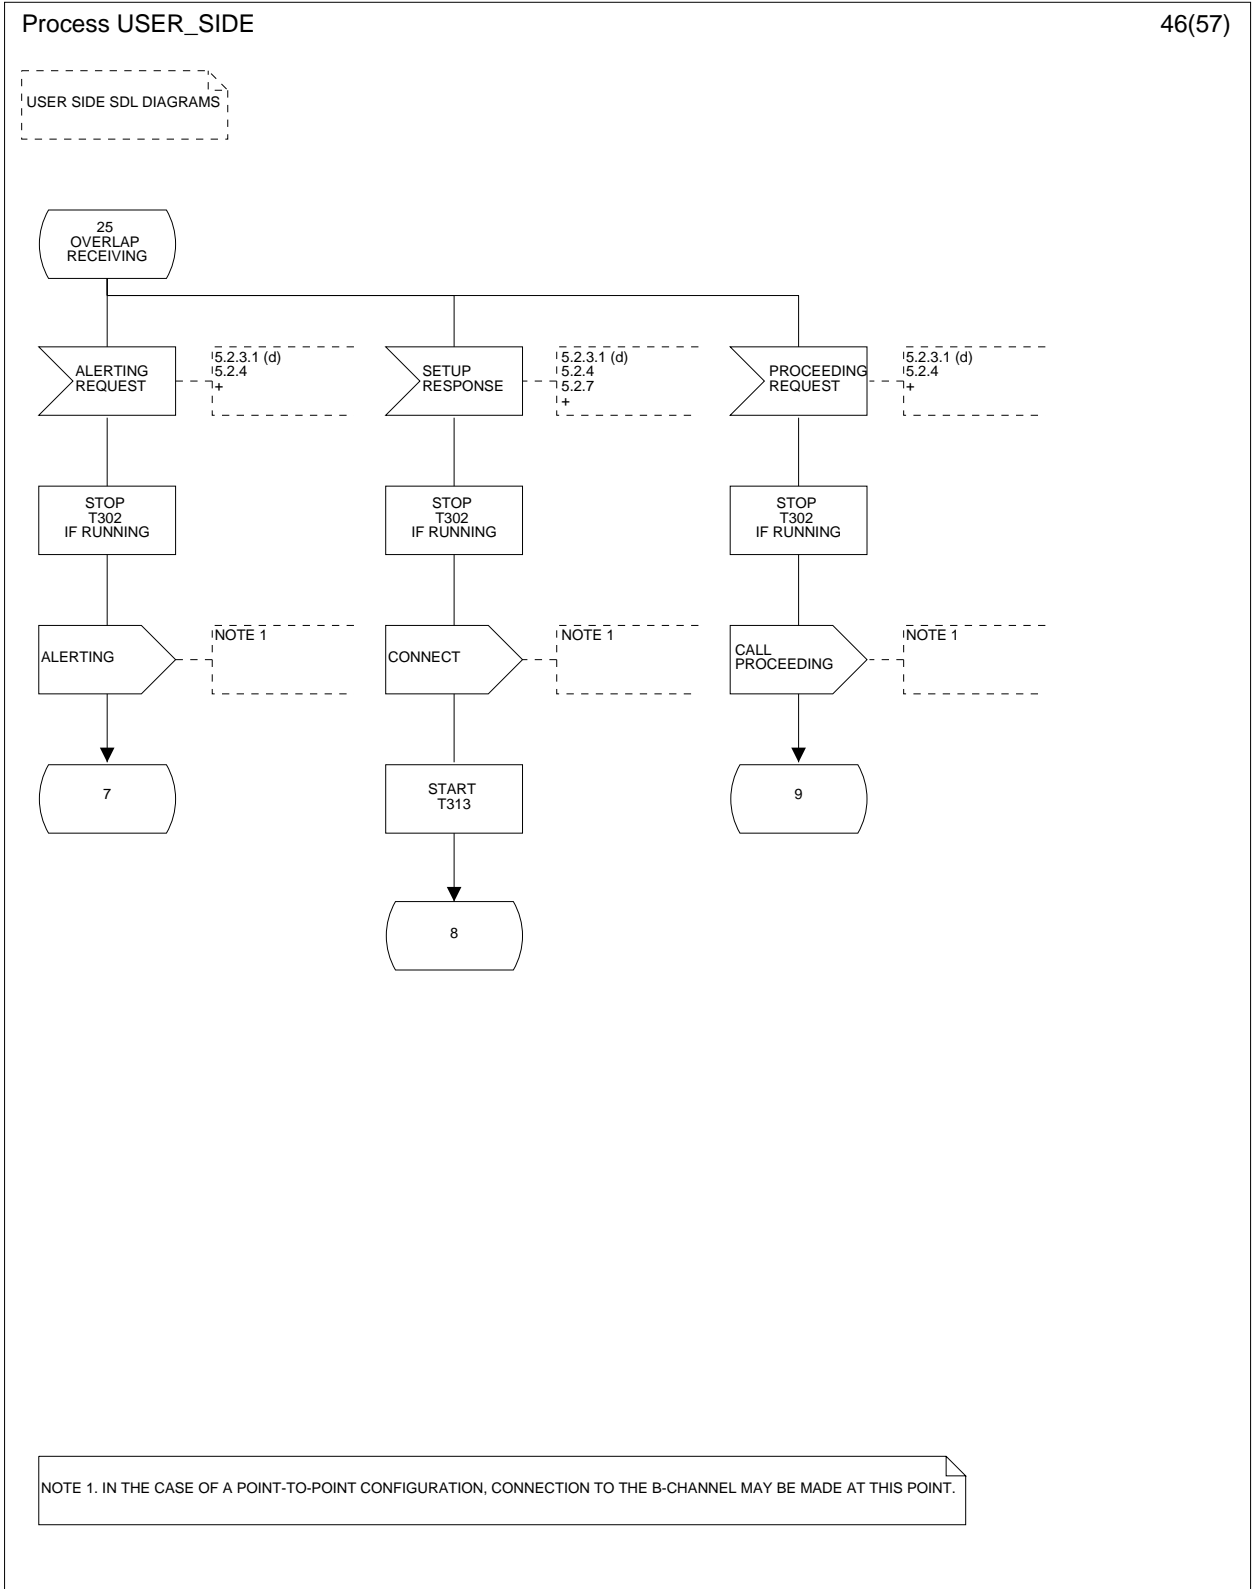 Process USER_SIDE
46(57)
USER SIDE SDL DIAGRAMS
25
OVERLAP
RECEIVING
ALERTING
REQUEST
5.2.3.1 (d)
5.2.4
+
SETUP
RESPONSE
5.2.3.1 (d)
5.2.4
5.2.7
+
PROCEEDING
REQUEST
5.2.3.1 (d)
5.2.4
+
STOP
T302
IF RUNNING
STOP
T302
IF RUNNING
STOP
T302
IF RUNNING
ALERTING
NOTE 1
CONNECT
NOTE 1
CALL
PROCEEDING
NOTE 1
7
START
T313
9
8
NOTE 1. IN THE CASE OF A POINT-TO-POINT CONFIGURATION, CONNECTION TO THE B-CHANNEL MAY BE MADE AT THIS POINT.